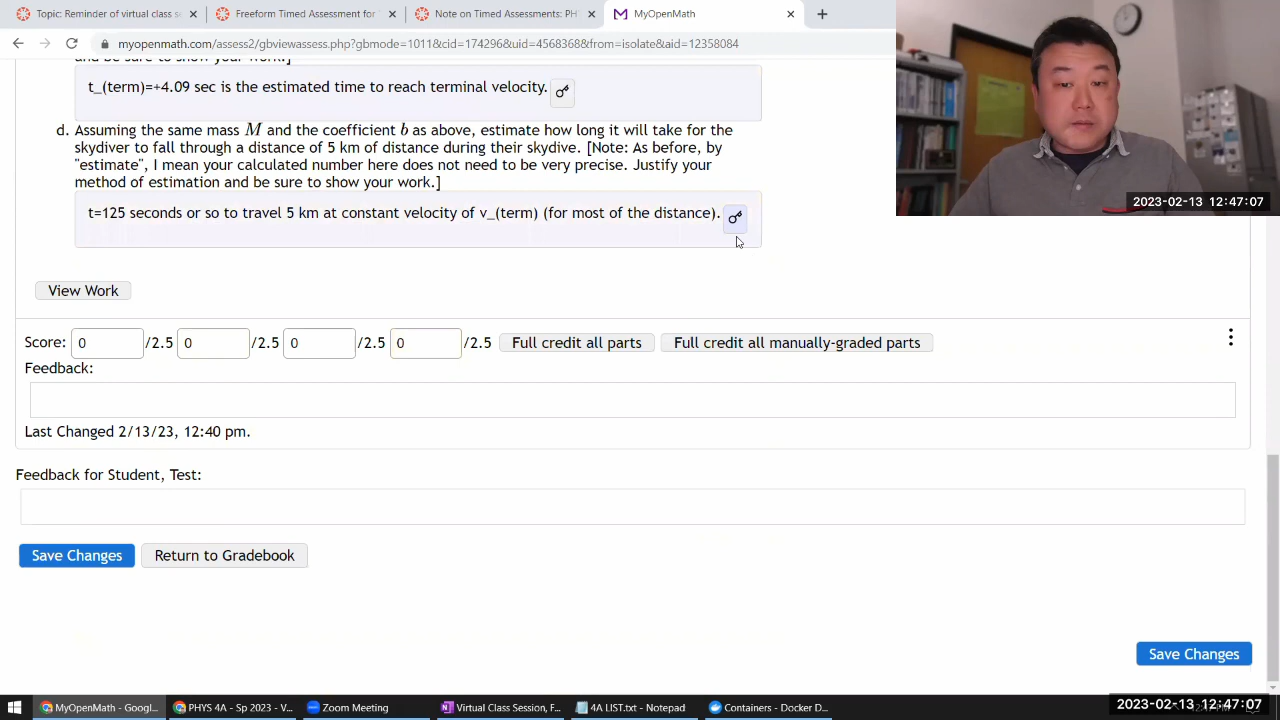 Topic: Reminder of virtual class s
Freeform Timed Assessment for
Note on Timed Assessments: PH
MyOpenMath
myopenmath.com/assess2/gbviewassess.php?gbmode=1011&cid=174296&uid=4568368&from=isolate&aid=12358084
2023-02-13 12:47:07
and be sure to show your work.]
t_(term)=+4.09 sec is the estimated time to reach terminal velocity.
d. Assuming the same mass M and the coefficient b as above, estimate how long it will take for the
skydiver to fall through a distance of 5 km of distance during their skydive. [Note: As before, by
"estimate", I mean your calculated number here does not need to be very precise. Justify your
method of estimation and be sure to show your work.]
t=125 seconds or so to travel 5 km at constant velocity of v_(term) (for most of the distance).
View Work
Score: 0 /2.5 0 /2.5 0 /2.5 0 /2.5 Full credit all parts Full credit all manually-graded parts
Feedback:
Last Changed 2/13/23, 12:40 pm.
Feedback for Student, Test:
Save Changes Return to Gradebook
Save Changes
MyOpenMath - Googl...
PHYS 4A - Sp 2023 - V...
Zoom Meeting
Virtual Class Session, F...
4A LIST.txt - Notepad
Containers - Docker D...
2023-02-13 12:47:07